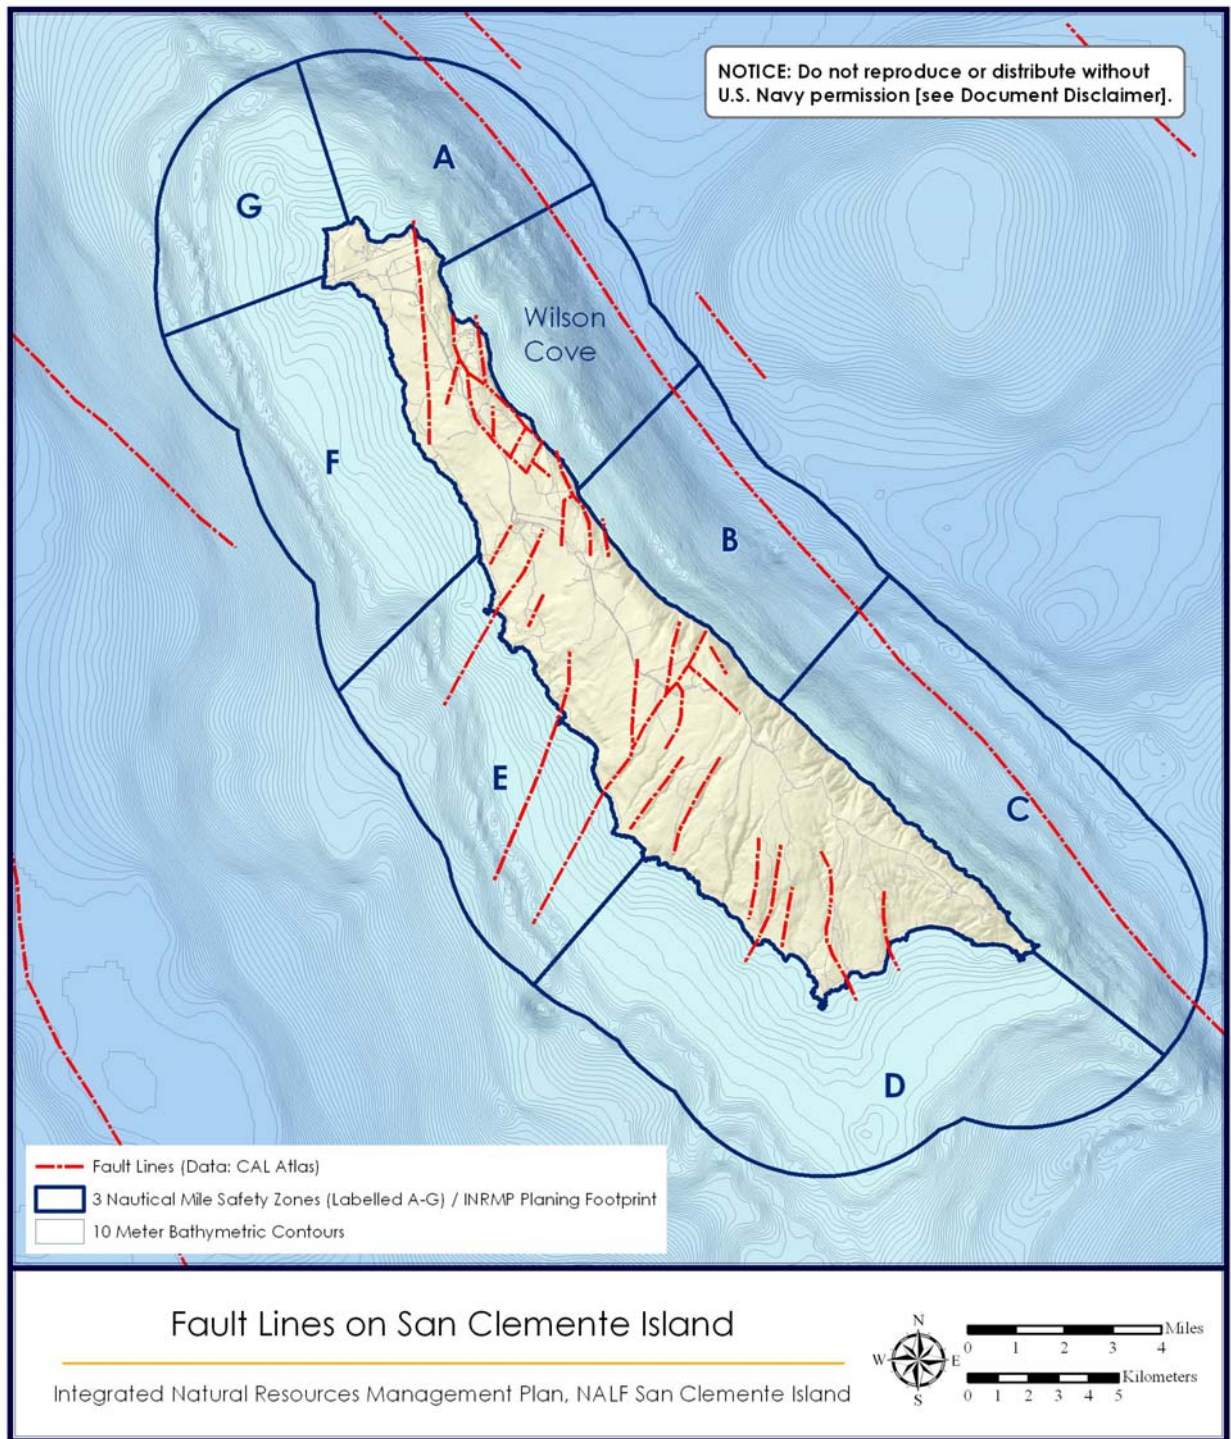 NOTICE: Do not reproduce or distribute without
U.S. Navy permission [see Document Disclaimer].
A
G
Wilson
Cove
F
B
E
C
D
Fault Lines (Data: CAL Atlas)
3 Nautical Mile Safety Zones (Labelled A-G) / INRMP Planing Footprint
10 Meter Bathymetric Contours
Fault Lines on San Clemente Island
Integrated Natural Resources Management Plan, NALF San Clemente Island
N
W E
S
Miles
0 1 2 3 4
Kilometers
0 1 2 3 4 5